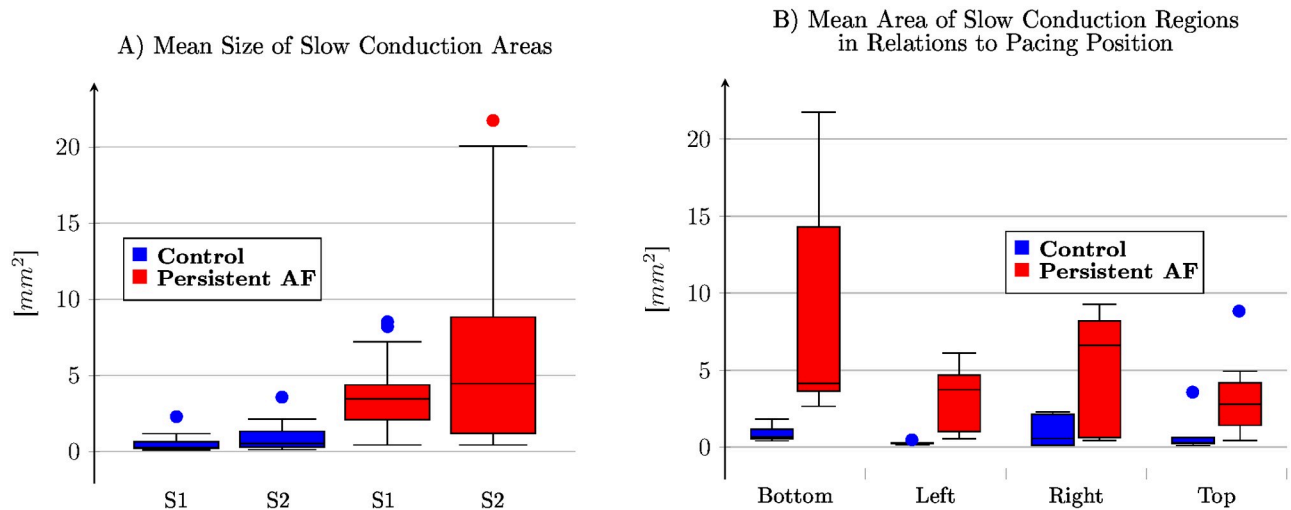 A) Mean Size of Slow Conduction Areas
[mm²]
20
15
10
5
0
Control
Persistent AF
S1 S2 S1 S2
B) Mean Area of Slow Conduction Regions
in Relations to Pacing Position
[mm²]
20
15
10
5
0
Control
Persistent AF
Bottom Left Right Top